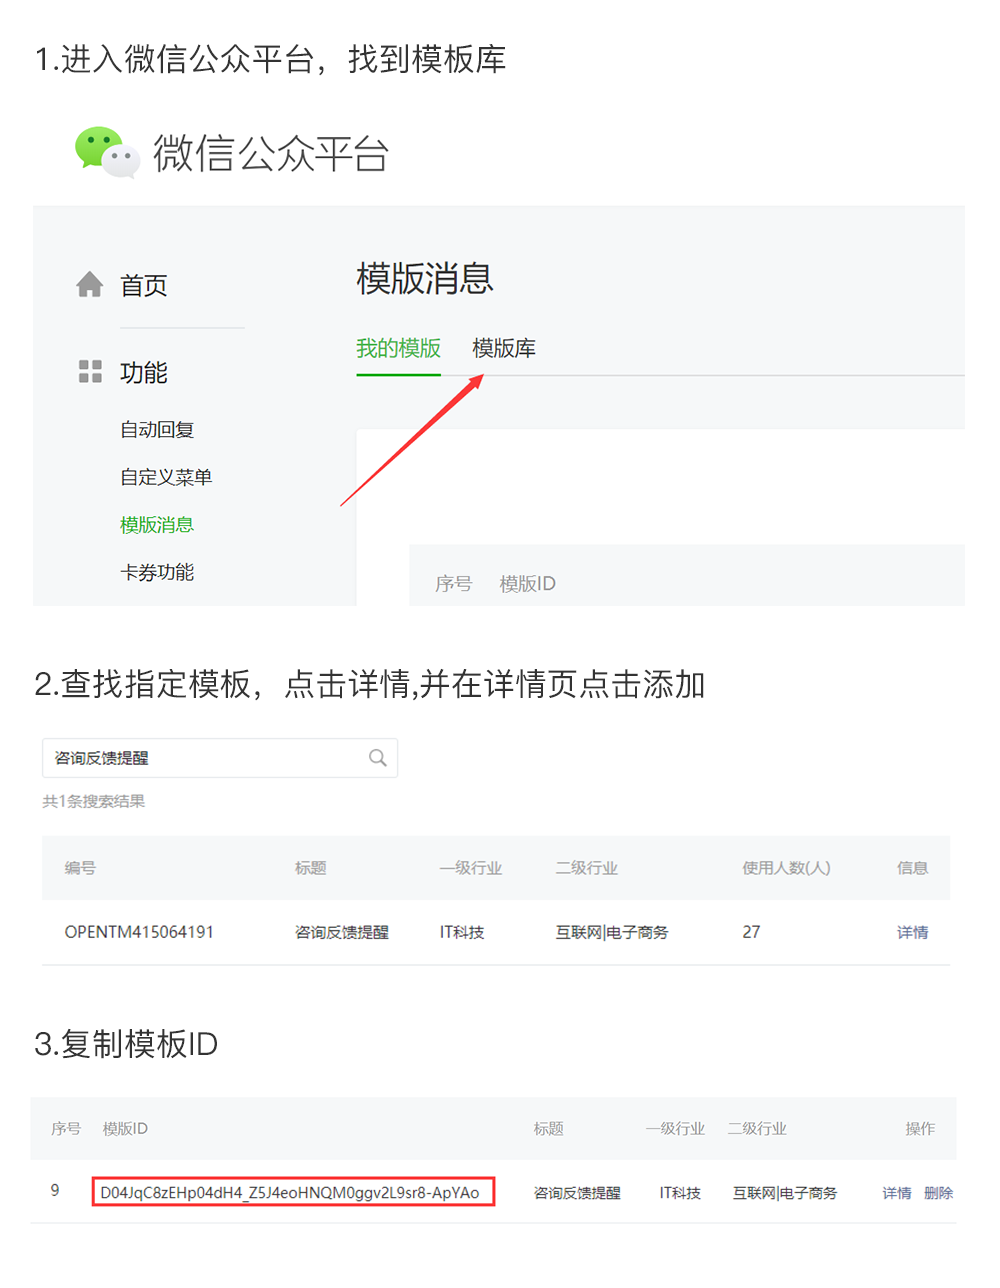 1.进入微信公众平台，找到模板库
微信公众平台
首页
模版消息
我的模版 模版库
功能
自动回复
自定义菜单
模版消息
卡券功能
序号 模版ID
2.查找指定模板，点击详情,并在详情页点击添加
咨询反馈提醒
共1条搜索结果
编号 标题 一级行业 二级行业 使用人数(人) 信息
OPENTM415064191 咨询反馈提醒 IT科技 互联网|电子商务 27 详情
3.复制模板ID
序号 模版ID 标题 一级行业 二级行业 操作
9 D04JqC8zEHp04dH4_Z5J4eoHNQM0ggv2L9sr8-ApYAo 咨询反馈提醒 IT科技 互联网|电子商务 详情 删除